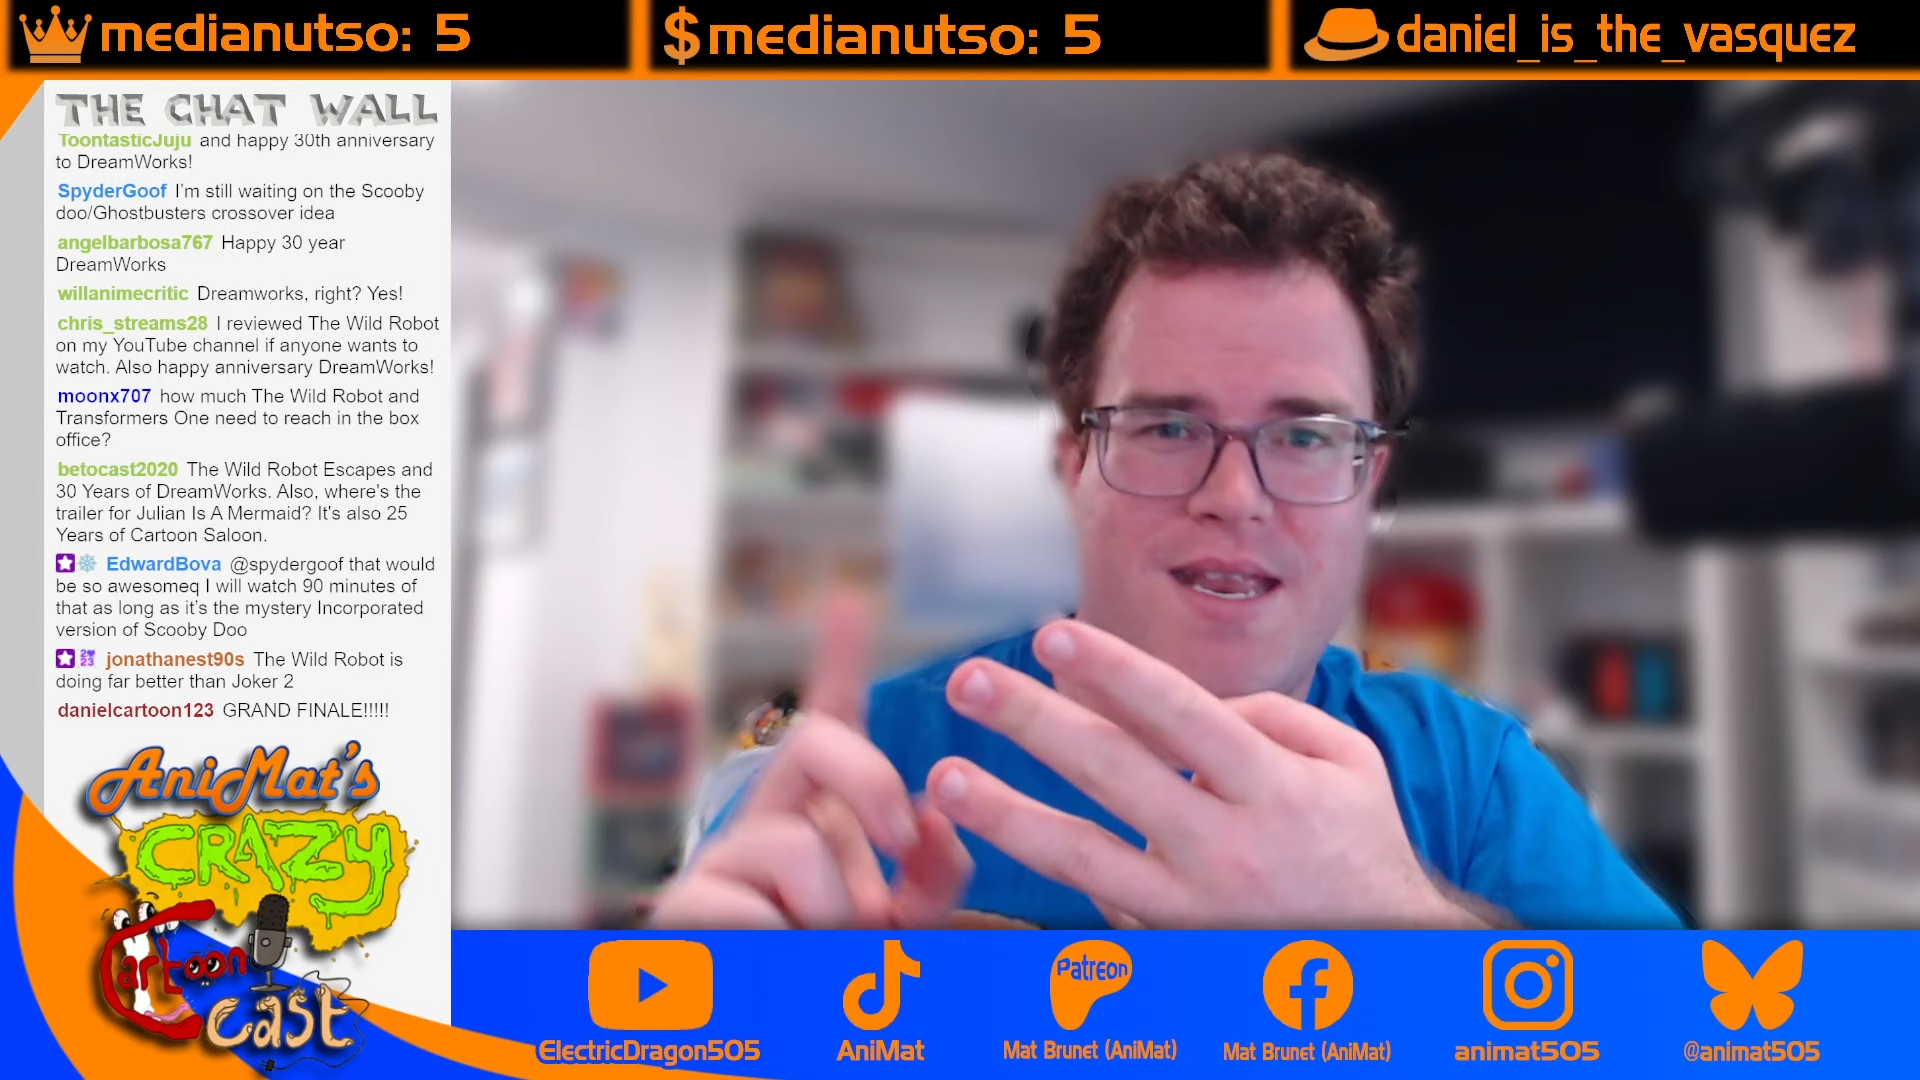 medianutso: 5
$ medianutso: 5
daniel_is_the_vasquez
THE CHAT WALL
ToontasticJuju and happy 30th anniversary
to DreamWorks!
SpyderGoof I'm still waiting on the Scooby
doo/Ghostbusters crossover idea
angelbarbosa767 Happy 30 year
DreamWorks
willanimecritic Dreamworks, right? Yes!
chris_streams28 I reviewed The Wild Robot
on my YouTube channel if anyone wants to
watch. Also happy anniversary DreamWorks!
moonx707 how much The Wild Robot and
Transformers One need to reach in the box
office?
betocast2020 The Wild Robot Escapes and
30 Years of DreamWorks. Also, where's the
trailer for Julian Is A Mermaid? It's also 25
Years of Cartoon Saloon.
EdwardBova @spydergoof that would
be so awesomeq I will watch 90 minutes of
that as long as it's the mystery Incorporated
version of Scooby Doo
jonathanest90s The Wild Robot is
doing far better than Joker 2
danielcartoon123 GRAND FINALE!!!!!
AniMat's
CRAZY
Cartoon
Cast
Patreon
ElectricDragon505
AniMat
Mat Brunet (AniMat)
Mat Brunet (AniMat)
animat505
@animat505